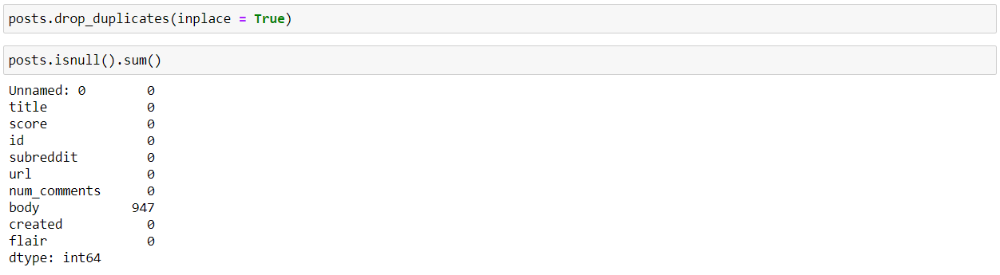 posts.drop_duplicates(inplace = True)
posts.isnull().sum()
Unnamed: 0        0
title             0
score             0
id                0
subreddit         0
url               0
num_comments      0
body            947
created           0
flair             0
dtype: int64